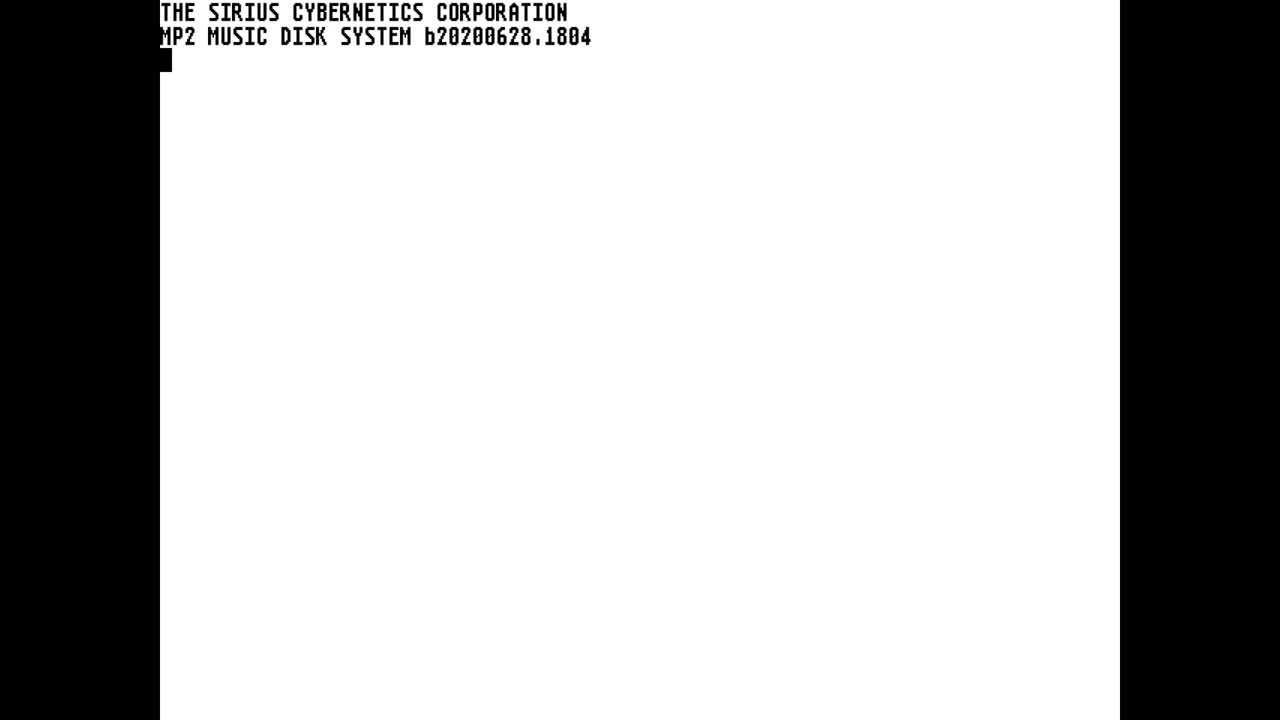 THE SIRIUS CYBERNETICS CORPORATION
MP2 MUSIC DISK SYSTEM b20200628.1804